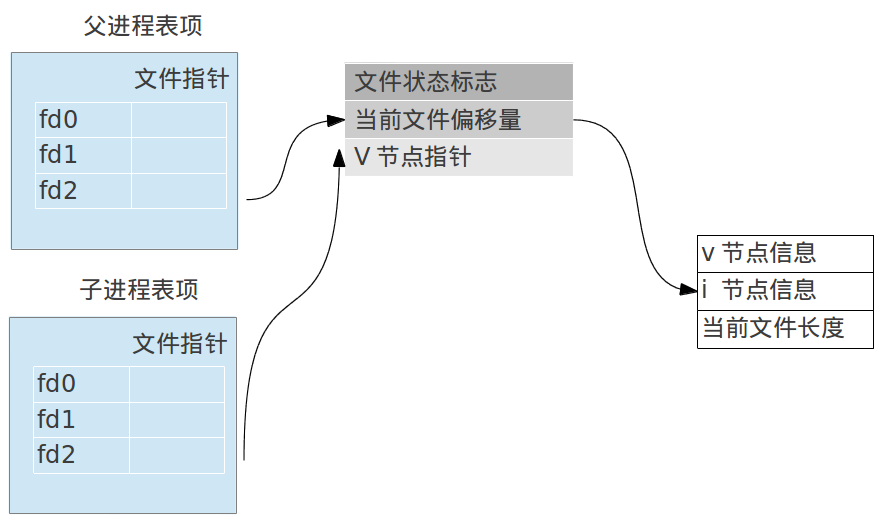 父进程表项
文件指针
fd0
fd1
fd2
文件状态标志
当前文件偏移量
V 节点指针
v 节点信息
i 节点信息
当前文件长度
子进程表项
文件指针
fd0
fd1
fd2